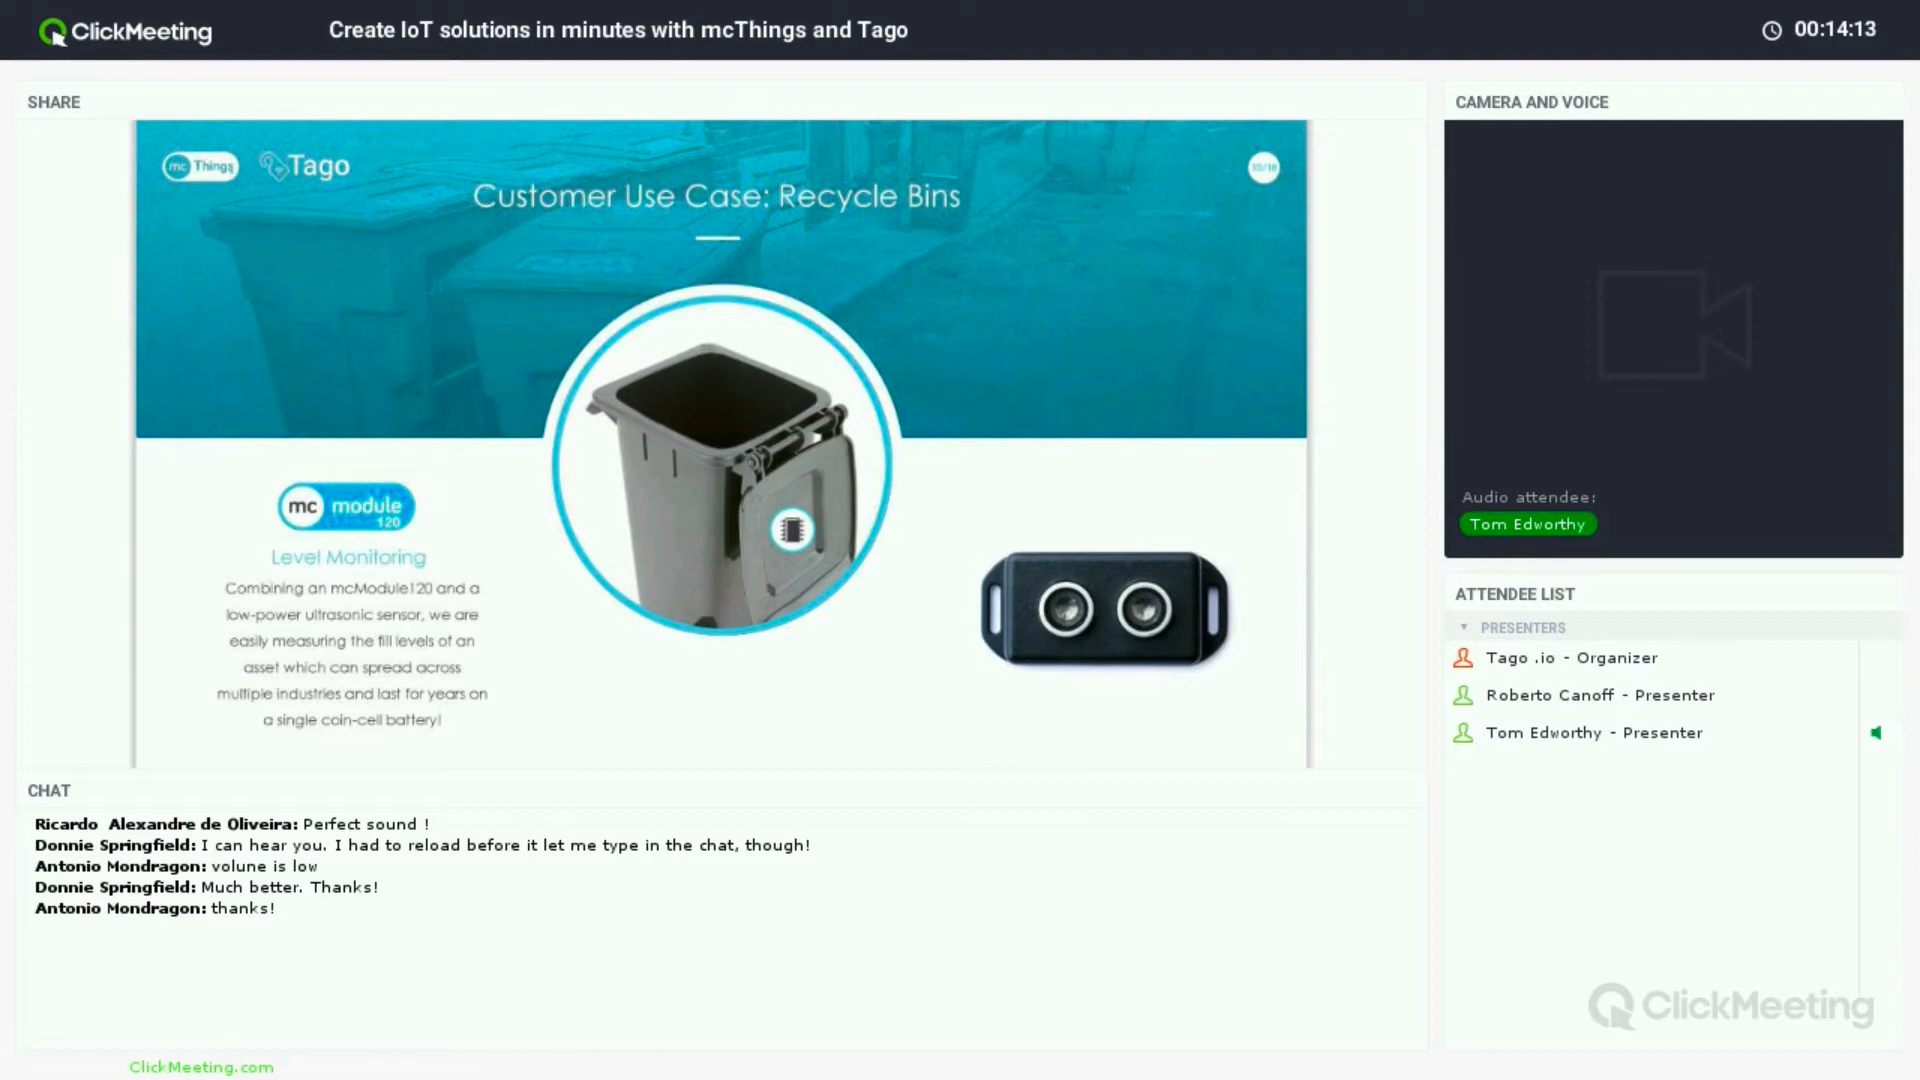 ClickMeeting
Create IoT solutions in minutes with mcThings and Tago
00:14:13
SHARE
mc Things
Tago
Customer Use Case: Recycle Bins
mc module
120
Level Monitoring
Combining an mcModule120 and a
low-power ultrasonic sensor, we are
easily measuring the fill levels of an
asset which can spread across
multiple industries and last for years on
a single coin-cell battery!
CAMERA AND VOICE
Audio attendee:
Tom Edworthy
ATTENDEE LIST
PRESENTERS
Tago .io - Organizer
Roberto Canoff - Presenter
Tom Edworthy - Presenter
CHAT
Ricardo Alexandre de Oliveira: Perfect sound !
Donnie Springfield: I can hear you. I had to reload before it let me type in the chat, though!
Antonio Mondragon: volune is low
Donnie Springfield: Much better. Thanks!
Antonio Mondragon: thanks!
ClickMeeting
ClickMeeting.com